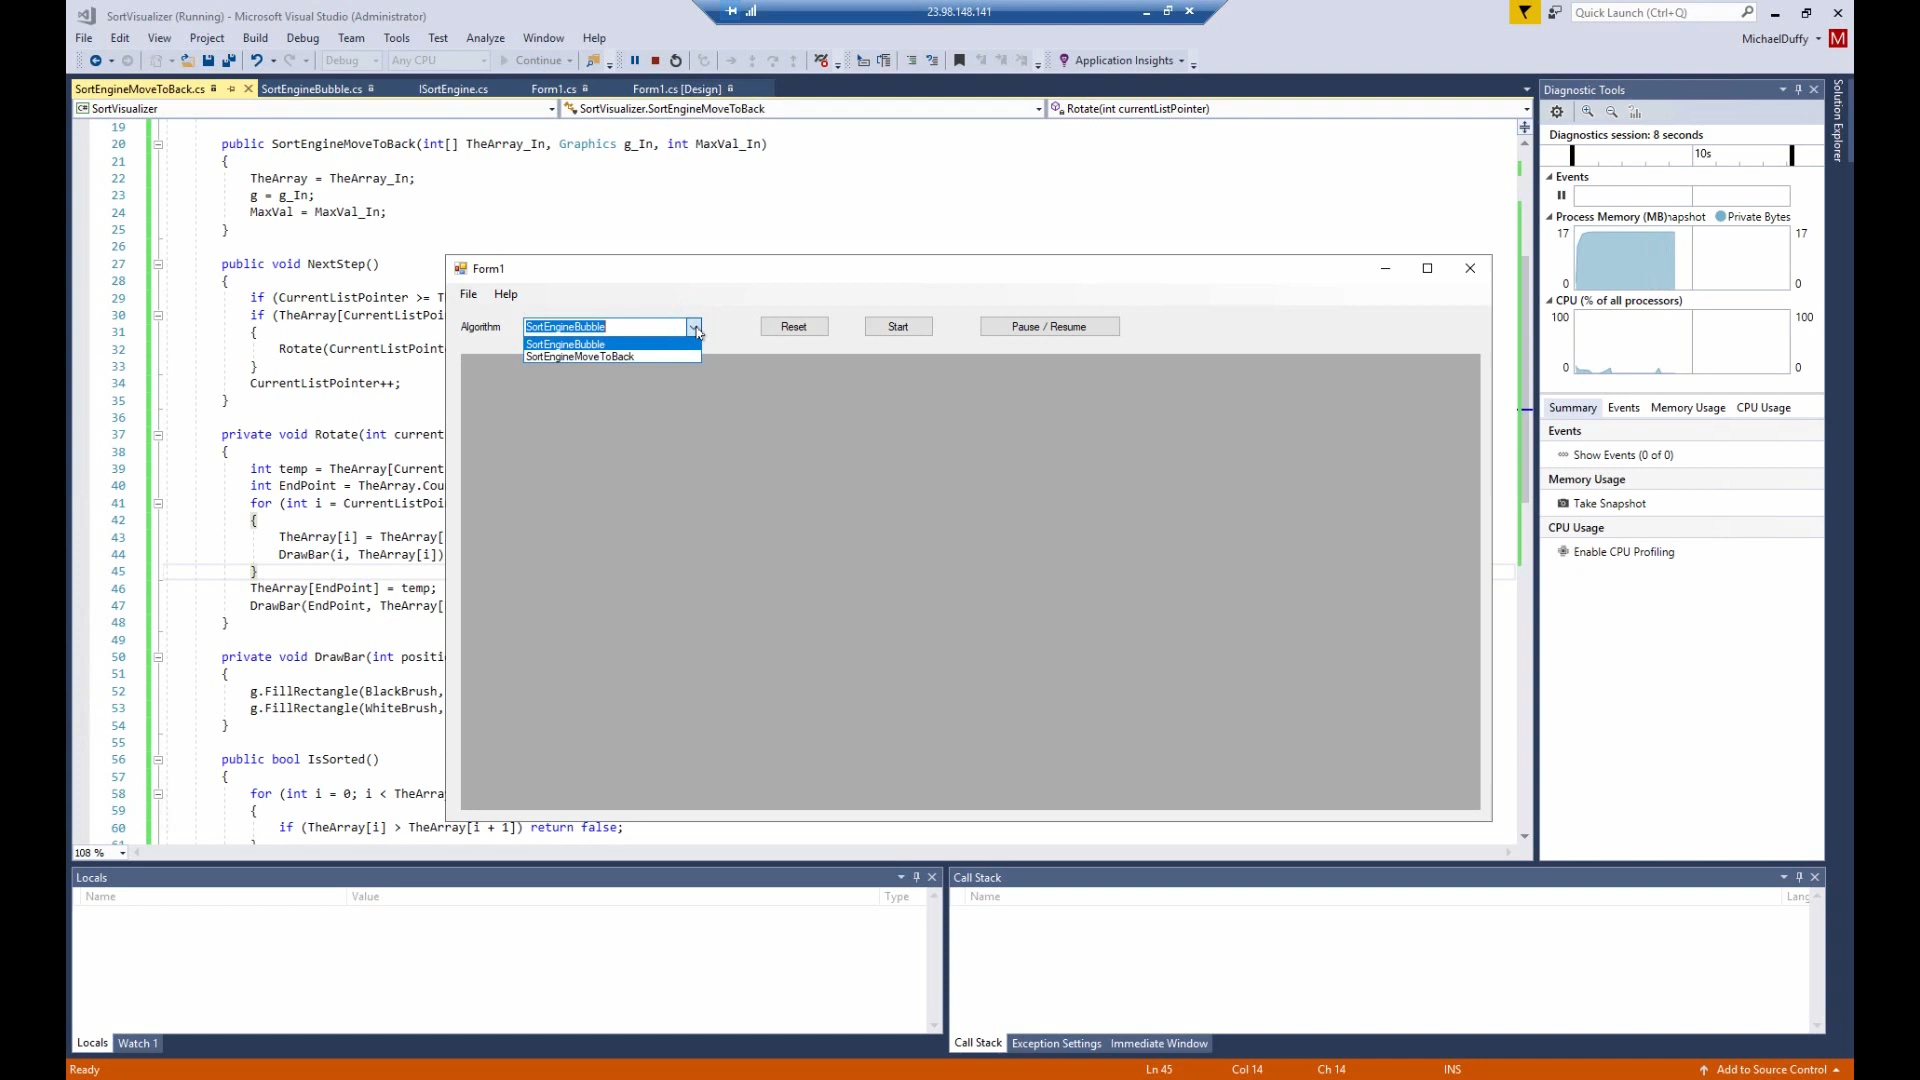 SortVisualizer (Running) - Microsoft Visual Studio (Administrator)
23.98.148.141
Quick Launch (Ctrl+Q)
File Edit View Project Build Debug Team Tools Test Analyze Window Help
MichaelDuffy M
Debug Any CPU Continue Application Insights
SortEngineMoveToBack.cs SortEngineBubble.cs ISortEngine.cs Form1.cs Form1.cs [Design]
C# SortVisualizer SortVisualizer.SortEngineMoveToBack Rotate(int currentListPointer)
19
20 public SortEngineMoveToBack(int[] TheArray_In, Graphics g_In, int MaxVal_In)
21 {
22 TheArray = TheArray_In;
23 g = g_In;
24 MaxVal = MaxVal_In;
25 }
26
27 public void NextStep()
28 {
29 if (CurrentListPointer >= T
30 if (TheArray[CurrentListPoi
31 {
32 Rotate(CurrentListPoint
33 }
34 CurrentListPointer++;
35 }
36
37 private void Rotate(int current
38 {
39 int temp = TheArray[Current
40 int EndPoint = TheArray.Cou
41 for (int i = CurrentListPoi
42 {
43 TheArray[i] = TheArray[
44 DrawBar(i, TheArray[i])
45 }
46 TheArray[EndPoint] = temp;
47 DrawBar(EndPoint, TheArray[
48 }
49
50 private void DrawBar(int positi
51 {
52 g.FillRectangle(BlackBrush,
53 g.FillRectangle(WhiteBrush,
54 }
55
56 public bool IsSorted()
57 {
58 for (int i = 0; i < TheArra
59 {
60 if (TheArray[i] > TheArray[i + 1]) return false;
108 %
Form1
File Help
Algorithm SortEngineBubble Reset Start Pause / Resume
SortEngineBubble
SortEngineMoveToBack
Diagnostic Tools
Diagnostics session: 8 seconds
10s
Events
Process Memory (MB) apshot Private Bytes
17 17
0 0
CPU (% of all processors)
100 100
0 0
Summary Events Memory Usage CPU Usage
Events
Show Events (0 of 0)
Memory Usage
Take Snapshot
CPU Usage
Enable CPU Profiling
Solution Explorer
Locals
Name Value Type
Locals Watch 1
Call Stack
Name Lang
Call Stack Exception Settings Immediate Window
Ready Ln 45 Col 14 Ch 14 INS Add to Source Control